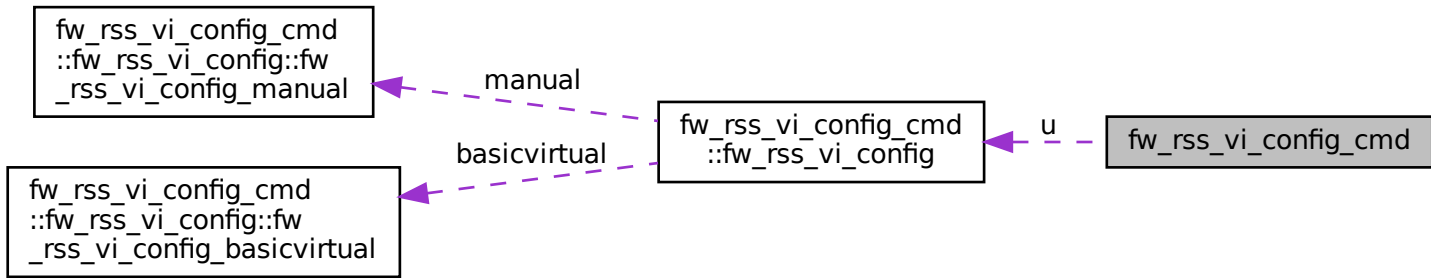 fw_rss_vi_config_cmd
::fw_rss_vi_config::fw
_rss_vi_config_manual
manual
fw_rss_vi_config_cmd
::fw_rss_vi_config
u
fw_rss_vi_config_cmd
basicvirtual
fw_rss_vi_config_cmd
::fw_rss_vi_config::fw
_rss_vi_config_basicvirtual